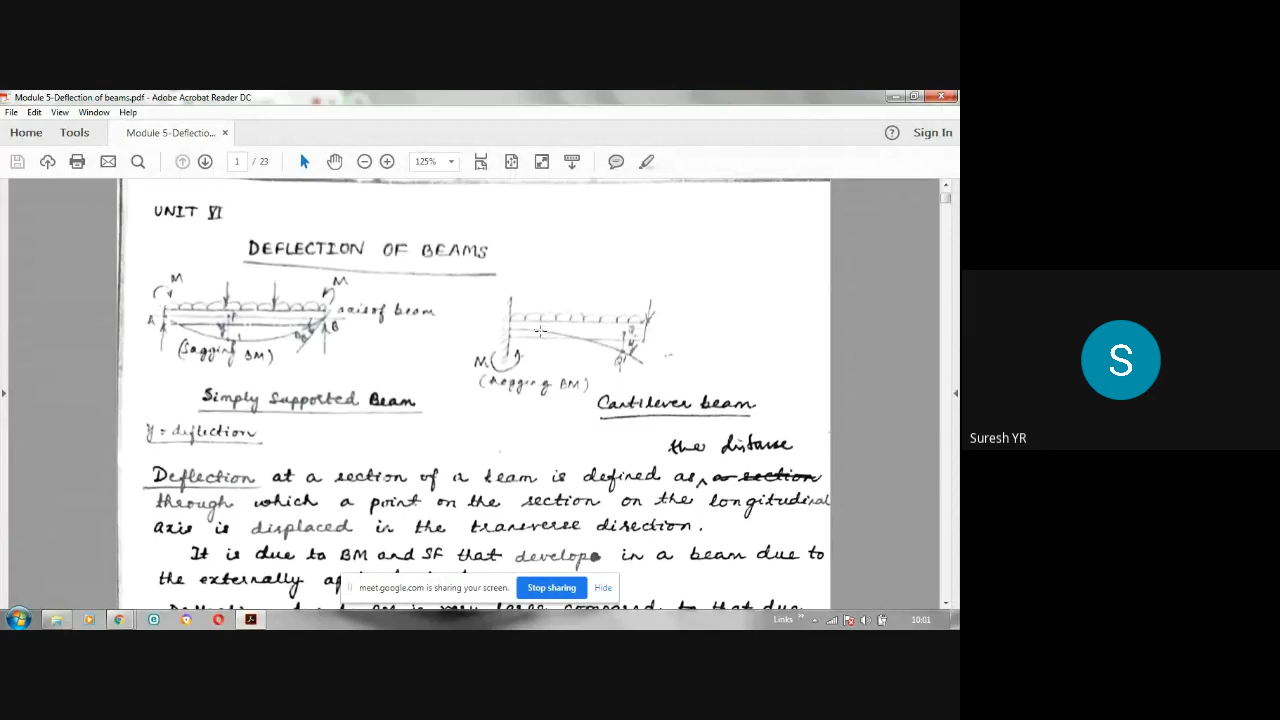 Module 5-Deflection of beams.pdf - Adobe Acrobat Reader DC
File Edit View Window Help
Home Tools Module 5-Deflectio... × Sign In
1 / 23 125%
UNIT VI
DEFLECTION OF BEAMS
M M
A B axis of beam
y
(Sagging BM)
M
(hogging BM)
Simply Supported Beam
Cantilever beam
y = deflection
the distance
Deflection at a section of a beam is defined as a section
through which a point on the section on the longitudinal
axis is displaced in the transverse direction.
It is due to BM and SF that develop in a beam due to
the externally
meet.google.com is sharing your screen. Stop sharing Hide
compared to that due
Links 10:01
S
Suresh YR